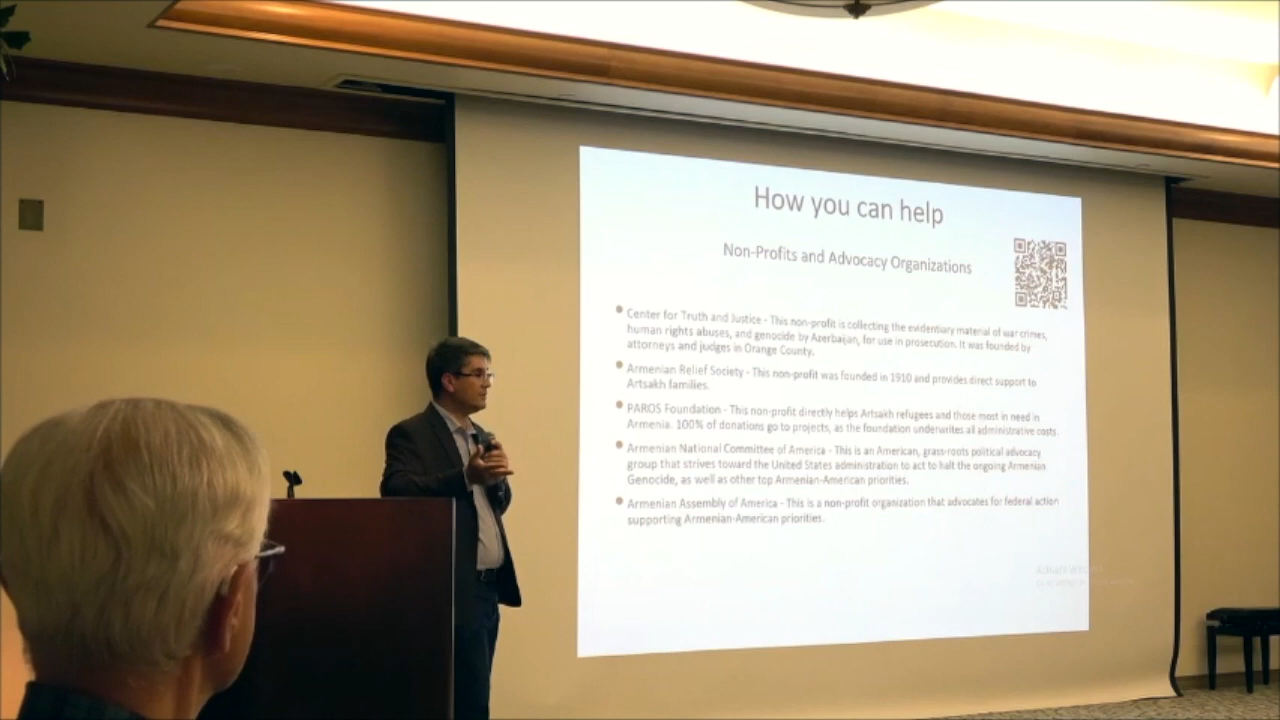 How you can help
Non-Profits and Advocacy Organizations
Center for Truth and Justice - This non-profit is collecting the evidentiary material of war crimes,
human rights abuses, and genocide by Azerbaijan, for use in prosecution. It was founded by
attorneys and judges in Orange County.
Armenian Relief Society - This non-profit was founded in 1910 and provides direct support to
Artsakh families.
PAROS Foundation - This non-profit directly helps Artsakh refugees and those most in need in
Armenia. 100% of donations go to projects, as the foundation underwrites all administrative costs.
Armenian National Committee of America - This is an American, grass-roots political advocacy
group that strives toward the United States administration to act to halt the ongoing Armenian
Genocide, as well as other top Armenian-American priorities.
Armenian Assembly of America - This is a non-profit organization that advocates for federal action
supporting Armenian-American priorities.